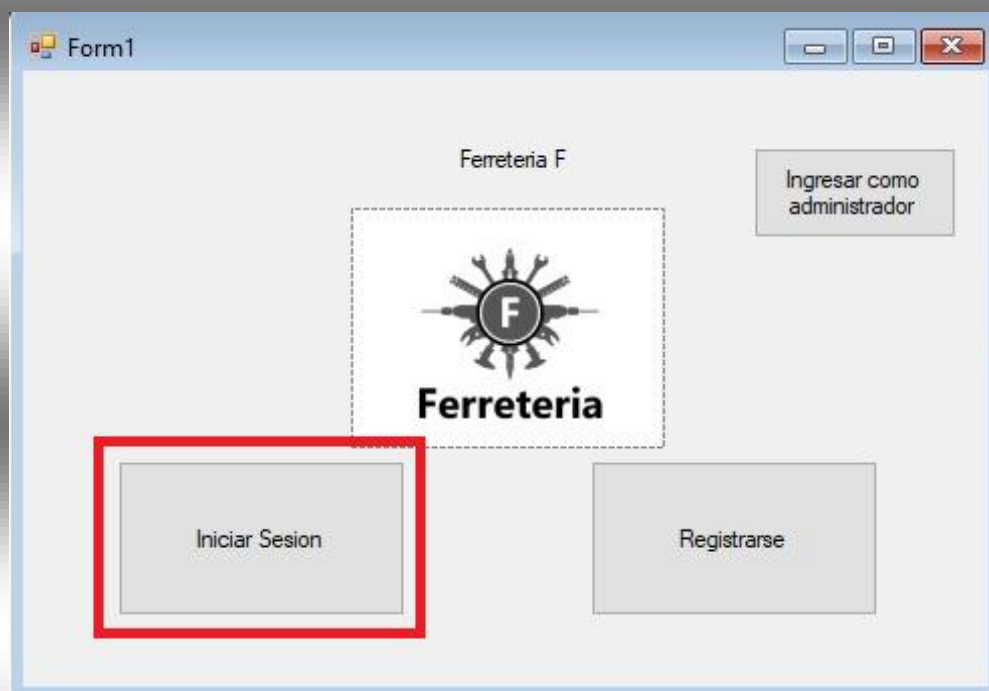 Form1
Ferreteria F
Ingresar como
administrador
F
Ferreteria
Iniciar Sesion
Registrarse